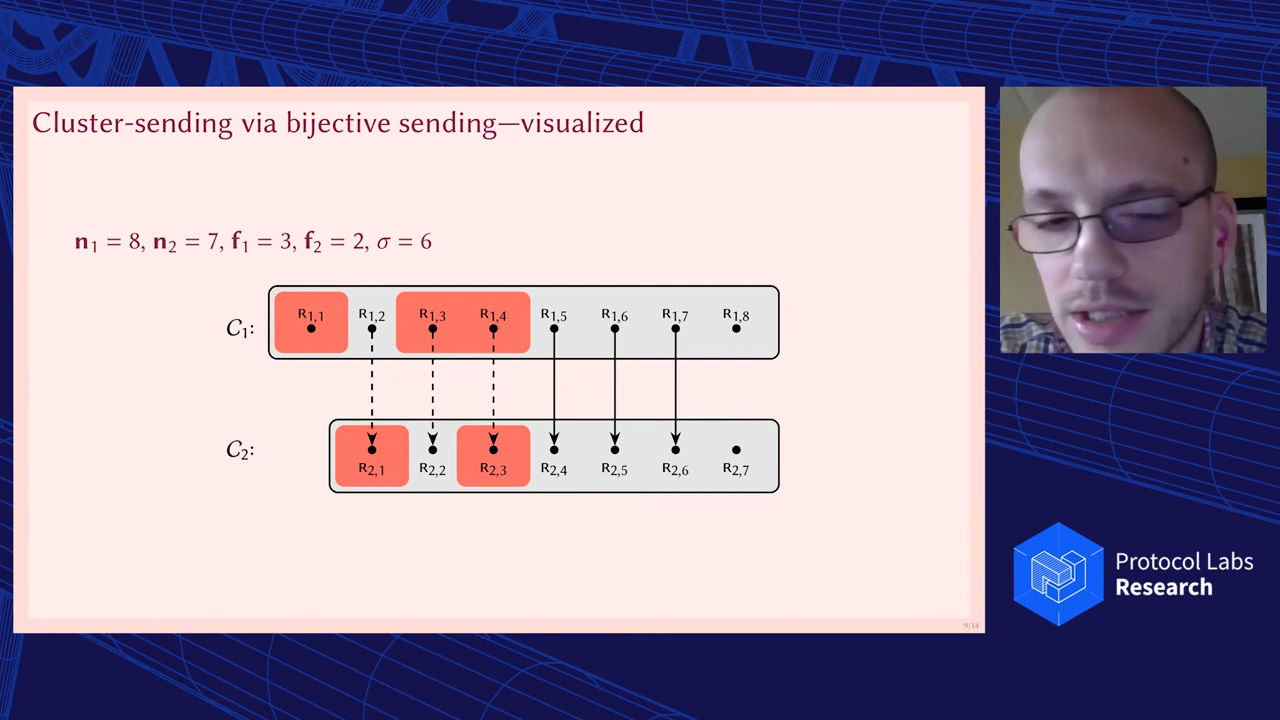 Cluster-sending via bijective sending—visualized
n₁ = 8, n₂ = 7, f₁ = 3, f₂ = 2, σ = 6
C₁: R₁,₁ R₁,₂ R₁,₃ R₁,₄ R₁,₅ R₁,₆ R₁,₇ R₁,₈
C₂: R₂,₁ R₂,₂ R₂,₃ R₂,₄ R₂,₅ R₂,₆ R₂,₇
9/14
Protocol Labs
Research